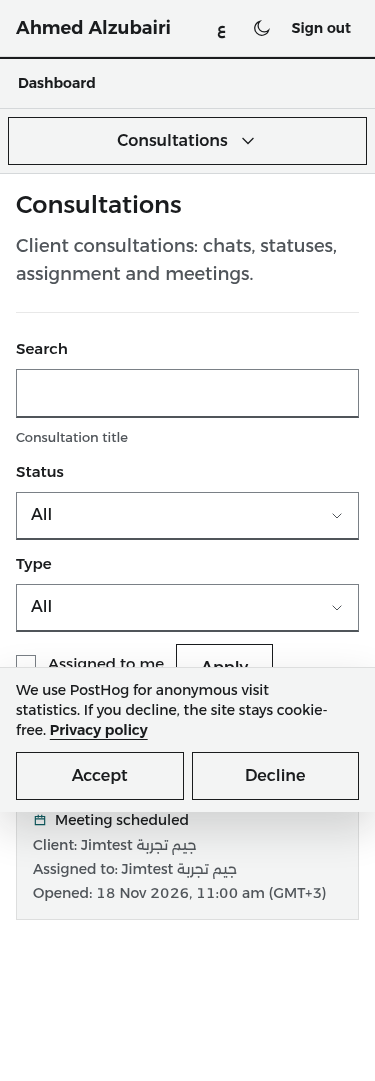 Ahmed Alzubairi
ع
Sign out
Dashboard
Consultations
Consultations
Client consultations: chats, statuses,
assignment and meetings.
Search
Consultation title
Status
All
Type
All
Assigned to me
Apply
We use PostHog for anonymous visit
statistics. If you decline, the site stays cookie-
free. Privacy policy
Accept
Decline
Meeting scheduled
Client: Jimtest جيم تجربة
Assigned to: Jimtest جيم تجربة
Opened: 18 Nov 2026, 11:00 am (GMT+3)